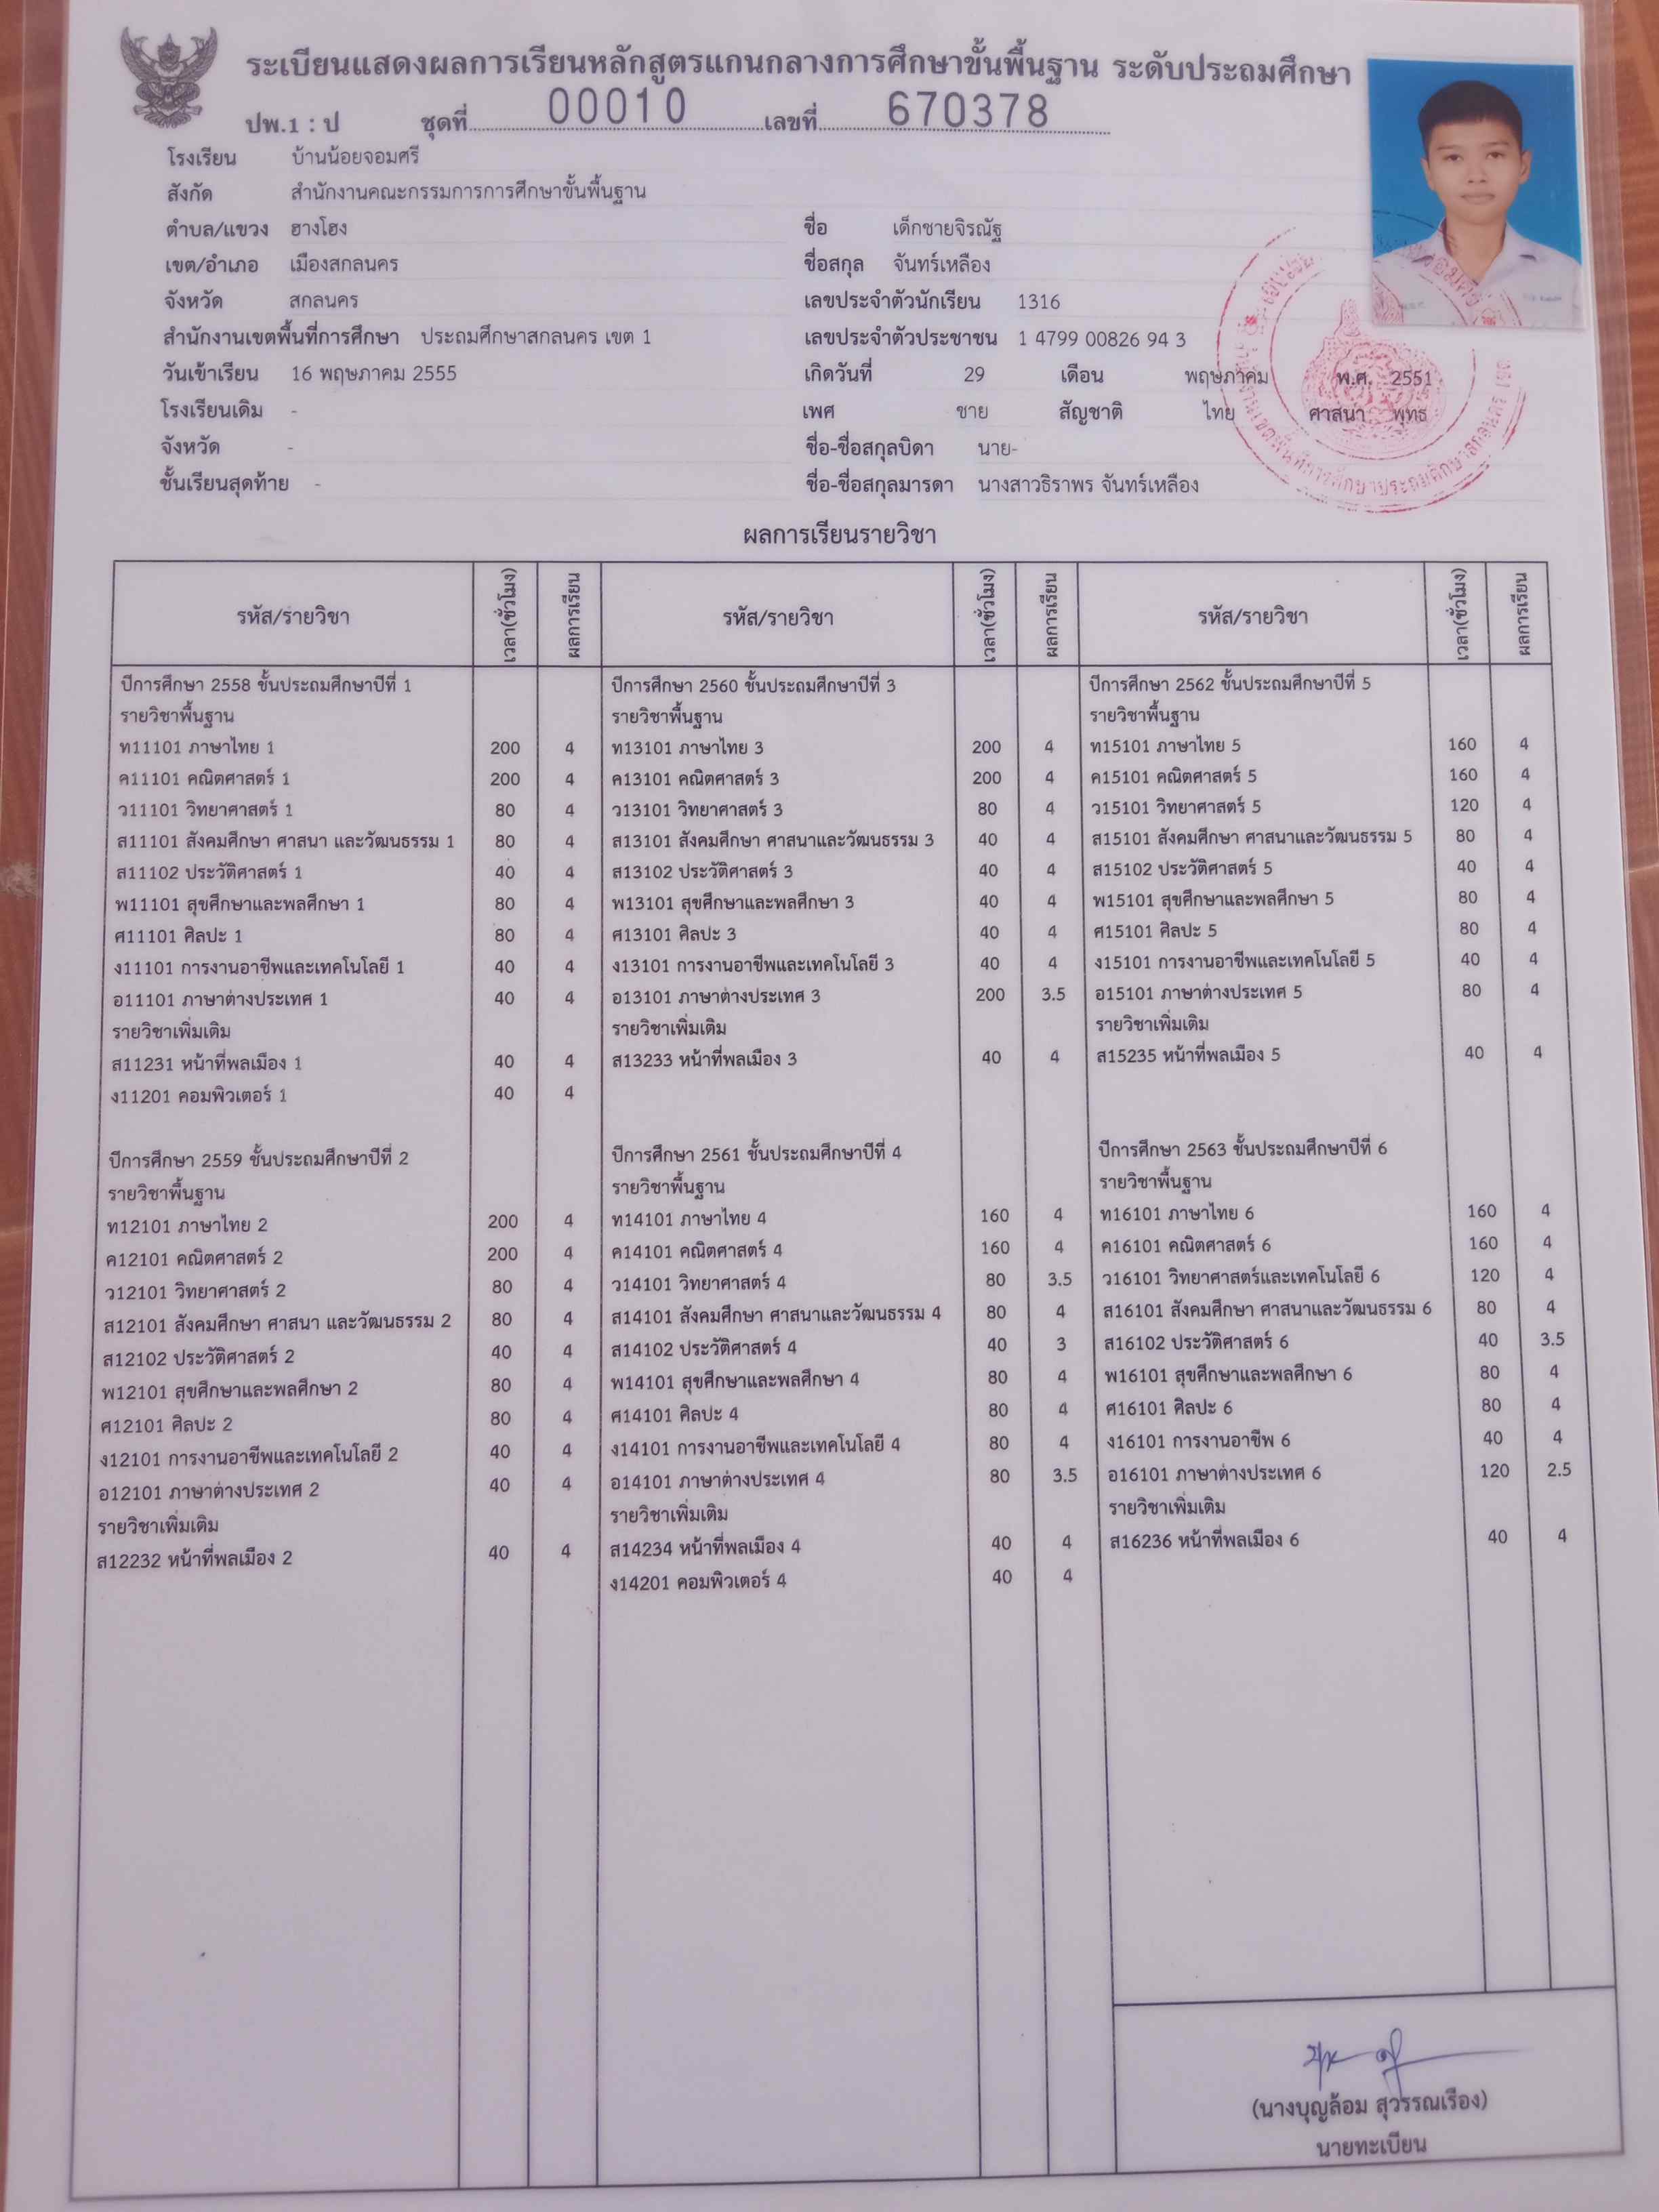 ระเบียนแสดงผลการเรียนหลักสูตรแกนกลางการศึกษาขั้นพื้นฐาน ระดับประถมศึกษา
ปพ.1 : ป ชุดที่ 00010 เลขที่ 670378
โรงเรียน บ้านน้อยจอมศรี
สังกัด สำนักงานคณะกรรมการการศึกษาขั้นพื้นฐาน
ตำบล/แขวง ฮางโฮง
เขต/อำเภอ เมืองสกลนคร
จังหวัด สกลนคร
สำนักงานเขตพื้นที่การศึกษา ประถมศึกษาสกลนคร เขต 1
วันเข้าเรียน 16 พฤษภาคม 2555
โรงเรียนเดิม -
จังหวัด -
ชั้นเรียนสุดท้าย -
ชื่อ เด็กชายจิรณัฐ
ชื่อสกุล จันทร์เหลือง
เลขประจำตัวนักเรียน 1316
เลขประจำตัวประชาชน 1 4799 00826 94 3
เกิดวันที่ 29 เดือน พฤษภาคม พ.ศ. 2551
เพศ ชาย สัญชาติ ไทย ศาสนา พุทธ
ชื่อ-ชื่อสกุลบิดา นาย-
ชื่อ-ชื่อสกุลมารดา นางสาวธิราพร จันทร์เหลือง
ผลการเรียนรายวิชา
รหัส/รายวิชา เวลา(ชั่วโมง) ผลการเรียน
ปีการศึกษา 2558 ชั้นประถมศึกษาปีที่ 1
รายวิชาพื้นฐาน
ท11101 ภาษาไทย 1 200 4
ค11101 คณิตศาสตร์ 1 200 4
ว11101 วิทยาศาสตร์ 1 80 4
ส11101 สังคมศึกษา ศาสนา และวัฒนธรรม 1 80 4
ส11102 ประวัติศาสตร์ 1 40 4
พ11101 สุขศึกษาและพลศึกษา 1 80 4
ศ11101 ศิลปะ 1 80 4
ง11101 การงานอาชีพและเทคโนโลยี 1 40 4
อ11101 ภาษาต่างประเทศ 1 40 4
รายวิชาเพิ่มเติม
ส11231 หน้าที่พลเมือง 1 40 4
ง11201 คอมพิวเตอร์ 1 40 4
ปีการศึกษา 2559 ชั้นประถมศึกษาปีที่ 2
รายวิชาพื้นฐาน
ท12101 ภาษาไทย 2 200 4
ค12101 คณิตศาสตร์ 2 200 4
ว12101 วิทยาศาสตร์ 2 80 4
ส12101 สังคมศึกษา ศาสนา และวัฒนธรรม 2 80 4
ส12102 ประวัติศาสตร์ 2 40 4
พ12101 สุขศึกษาและพลศึกษา 2 80 4
ศ12101 ศิลปะ 2 80 4
ง12101 การงานอาชีพและเทคโนโลยี 2 40 4
อ12101 ภาษาต่างประเทศ 2 40 4
รายวิชาเพิ่มเติม
ส12232 หน้าที่พลเมือง 2 40 4
รหัส/รายวิชา เวลา(ชั่วโมง) ผลการเรียน
ปีการศึกษา 2560 ชั้นประถมศึกษาปีที่ 3
รายวิชาพื้นฐาน
ท13101 ภาษาไทย 3 200 4
ค13101 คณิตศาสตร์ 3 200 4
ว13101 วิทยาศาสตร์ 3 80 4
ส13101 สังคมศึกษา ศาสนาและวัฒนธรรม 3 40 4
ส13102 ประวัติศาสตร์ 3 40 4
พ13101 สุขศึกษาและพลศึกษา 3 40 4
ศ13101 ศิลปะ 3 40 4
ง13101 การงานอาชีพและเทคโนโลยี 3 40 4
อ13101 ภาษาต่างประเทศ 3 200 3.5
รายวิชาเพิ่มเติม
ส13233 หน้าที่พลเมือง 3 40 4
ปีการศึกษา 2561 ชั้นประถมศึกษาปีที่ 4
รายวิชาพื้นฐาน
ท14101 ภาษาไทย 4 160 4
ค14101 คณิตศาสตร์ 4 160 4
ว14101 วิทยาศาสตร์ 4 80 3.5
ส14101 สังคมศึกษา ศาสนาและวัฒนธรรม 4 80 4
ส14102 ประวัติศาสตร์ 4 40 3
พ14101 สุขศึกษาและพลศึกษา 4 80 4
ศ14101 ศิลปะ 4 80 4
ง14101 การงานอาชีพและเทคโนโลยี 4 80 4
อ14101 ภาษาต่างประเทศ 4 80 3.5
รายวิชาเพิ่มเติม
ส14234 หน้าที่พลเมือง 4 40 4
ง14201 คอมพิวเตอร์ 4 40 4
รหัส/รายวิชา เวลา(ชั่วโมง) ผลการเรียน
ปีการศึกษา 2562 ชั้นประถมศึกษาปีที่ 5
รายวิชาพื้นฐาน
ท15101 ภาษาไทย 5 160 4
ค15101 คณิตศาสตร์ 5 160 4
ว15101 วิทยาศาสตร์ 5 120 4
ส15101 สังคมศึกษา ศาสนาและวัฒนธรรม 5 80 4
ส15102 ประวัติศาสตร์ 5 40 4
พ15101 สุขศึกษาและพลศึกษา 5 80 4
ศ15101 ศิลปะ 5 80 4
ง15101 การงานอาชีพและเทคโนโลยี 5 40 4
อ15101 ภาษาต่างประเทศ 5 80 4
รายวิชาเพิ่มเติม
ส15235 หน้าที่พลเมือง 5 40 4
ปีการศึกษา 2563 ชั้นประถมศึกษาปีที่ 6
รายวิชาพื้นฐาน
ท16101 ภาษาไทย 6 160 4
ค16101 คณิตศาสตร์ 6 160 4
ว16101 วิทยาศาสตร์และเทคโนโลยี 6 120 4
ส16101 สังคมศึกษา ศาสนาและวัฒนธรรม 6 80 4
ส16102 ประวัติศาสตร์ 6 40 3.5
พ16101 สุขศึกษาและพลศึกษา 6 80 4
ศ16101 ศิลปะ 6 80 4
ง16101 การงานอาชีพ 6 40 4
อ16101 ภาษาต่างประเทศ 6 120 2.5
รายวิชาเพิ่มเติม
ส16236 หน้าที่พลเมือง 6 40 4
(นางบุญล้อม สุวรรณเรือง)
นายทะเบียน